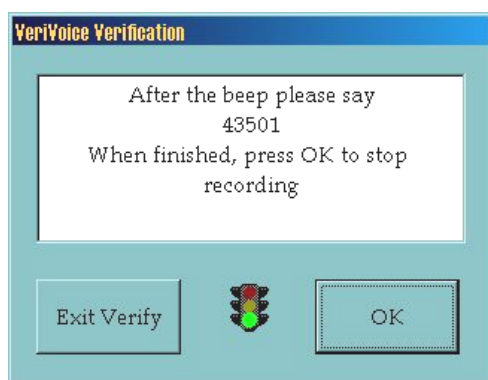 VeriVoice Verification
After the beep please say
43501
When finished, press OK to stop
recording
Exit Verify
OK